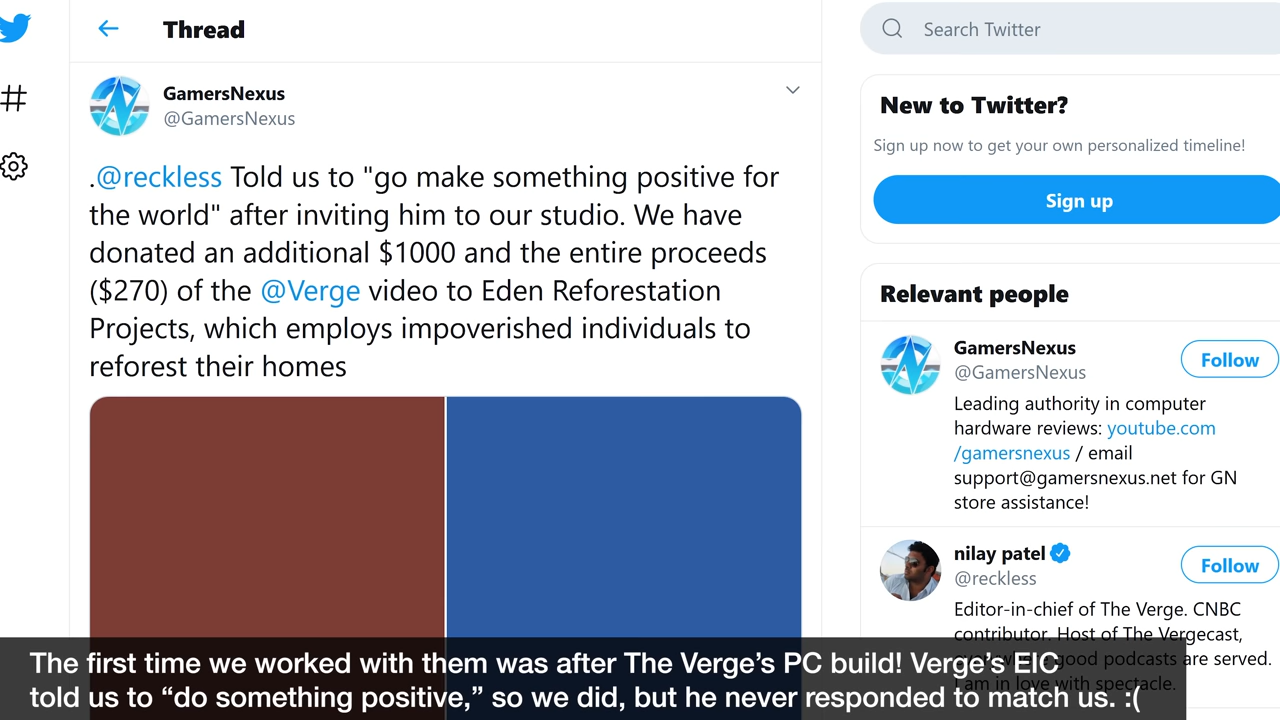 Thread
GamersNexus
@GamersNexus
.@reckless Told us to "go make something positive for
the world" after inviting him to our studio. We have
donated an additional $1000 and the entire proceeds
($270) of the @Verge video to Eden Reforestation
Projects, which employs impoverished individuals to
reforest their homes
Search Twitter
New to Twitter?
Sign up now to get your own personalized timeline!
Sign up
Relevant people
GamersNexus
@GamersNexus
Follow
Leading authority in computer
hardware reviews: youtube.com
/gamersnexus / email
support@gamersnexus.net for GN
store assistance!
nilay patel
@reckless
Follow
Editor-in-chief of The Verge. CNBC
contributor. Host of The Vergecast,
good podcasts are served.
I am in love with spectacle.
The first time we worked with them was after The Verge’s PC build! Verge’s EIC
told us to “do something positive,” so we did, but he never responded to match us. :(